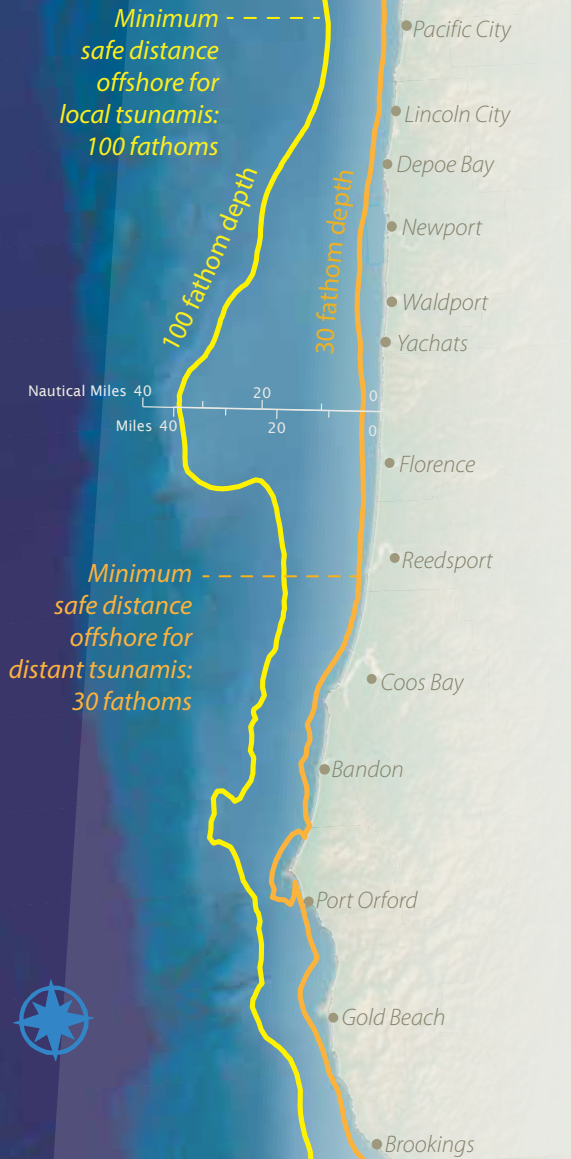 Minimum
safe distance
offshore for
local tsunamis:
100 fathoms
Pacific City
Lincoln City
Depoe Bay
100 fathom depth
30 fathom depth
Newport
Waldport
Yachats
Nautical Miles 40 20 0
Miles 40 20 0
Florence
Reedsport
Minimum
safe distance
offshore for
distant tsunamis:
30 fathoms
Coos Bay
Bandon
Port Orford
Gold Beach
Brookings